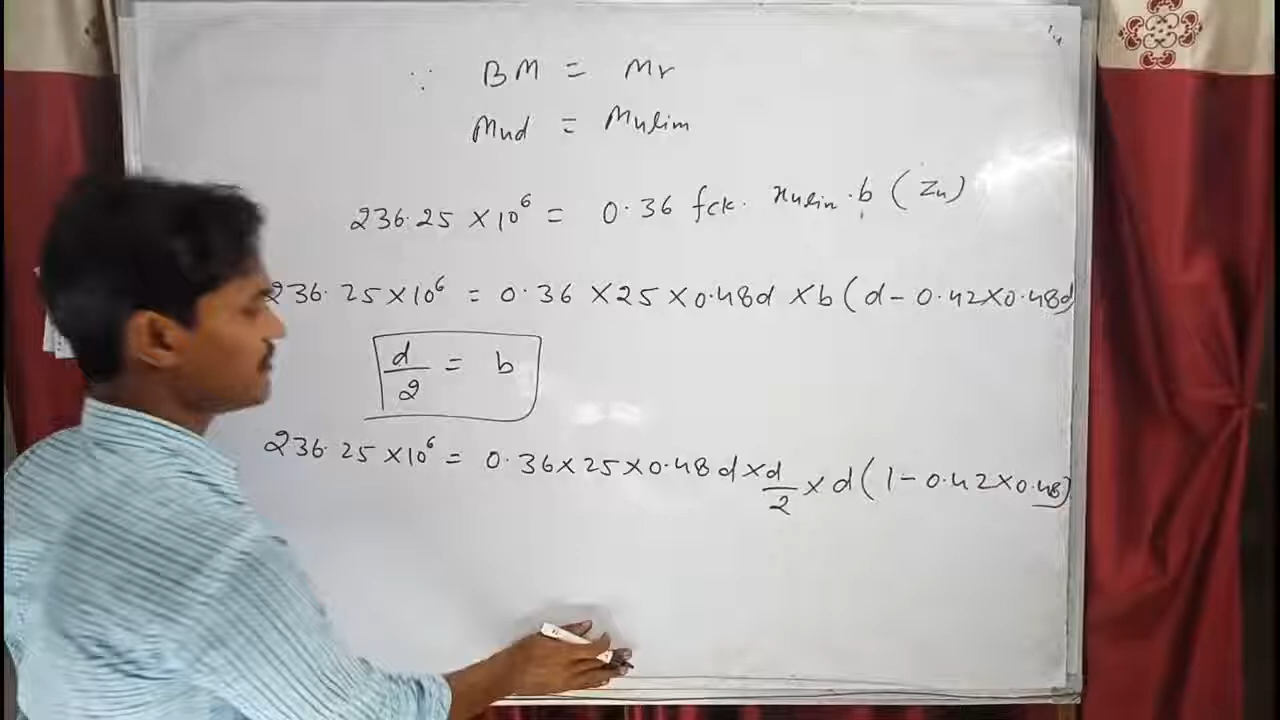 ∵ BM = Mr
Mud = Mulim
236.25 × 10⁶ = 0.36 fck. xulim.b (Zu)
236.25×10⁶ = 0.36 ×25×0.48d ×b(d-0.42×0.48d
d/2 = b
236.25×10⁶ = 0.36×25×0.48d×d/2×d(1-0.42×0.48)